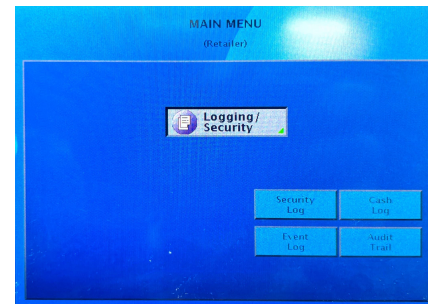 MAIN MENU
(Retailer)
Logging/
Security
Security
Log
Cash
Log
Event
Log
Audit
Trail